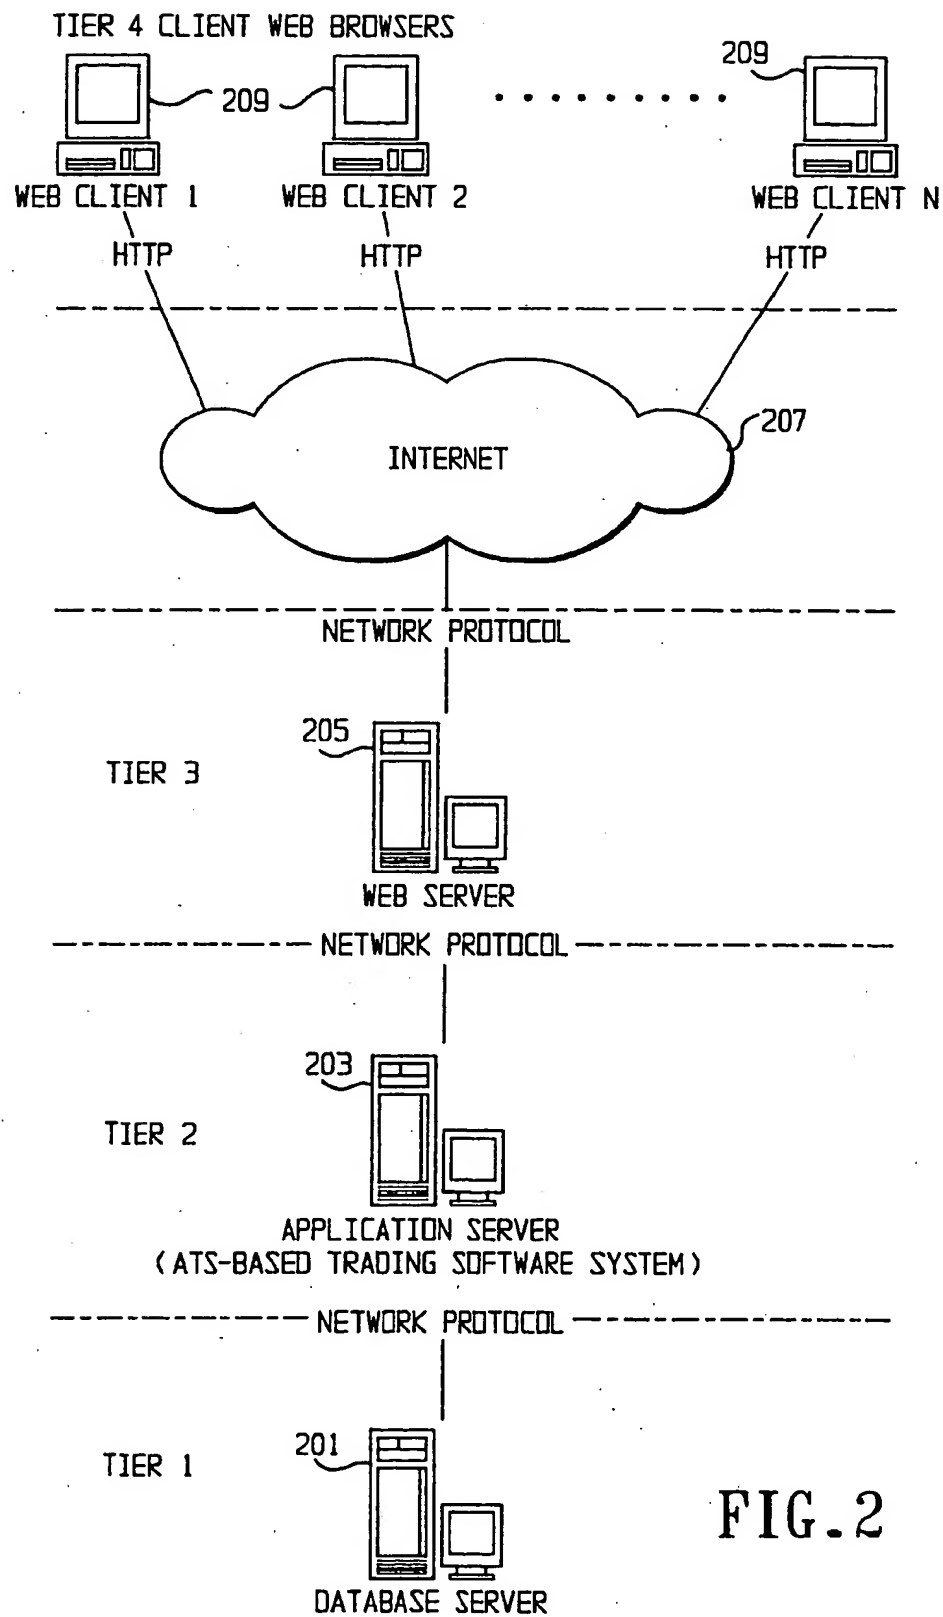 TIER 4 CLIENT WEB BROWSERS
209
209
WEB CLIENT 1
WEB CLIENT 2
WEB CLIENT N
HTTP
HTTP
HTTP
207
INTERNET
NETWORK PROTOCOL
205
TIER 3
WEB SERVER
NETWORK PROTOCOL
203
TIER 2
APPLICATION SERVER
(ATS-BASED TRADING SOFTWARE SYSTEM)
NETWORK PROTOCOL
201
TIER 1
FIG.2
DATABASE SERVER